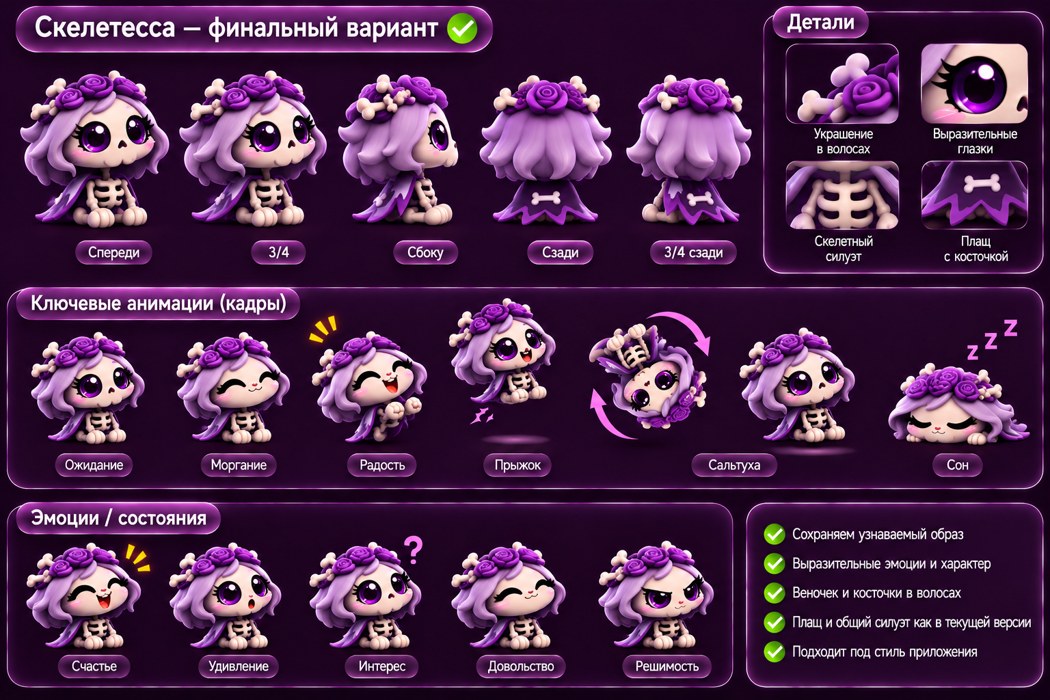 Скелетесса — финальный вариант
Спереди
3/4
Сбоку
Сзади
3/4 сзади
Детали
Украшение
в волосах
Выразительные
глазки
Скелетный
силуэт
Плащ
с косточкой
Ключевые анимации (кадры)
Ожидание
Моргание
Радость
Прыжок
Сальтуха
Z Z Z
Сон
Эмоции / состояния
?
Счастье
Удивление
Интерес
Довольство
Решимость
Сохраняем узнаваемый образ
Выразительные эмоции и характер
Веночек и косточки в волосах
Плащ и общий силуэт как в текущей версии
Подходит под стиль приложения